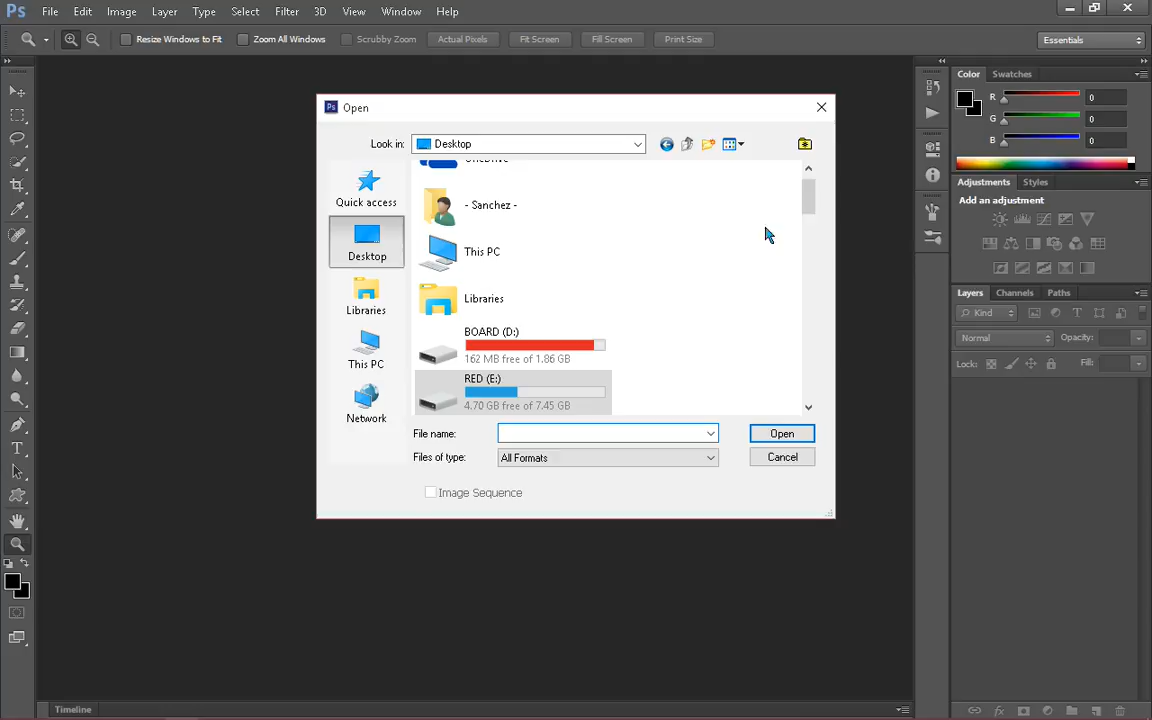 Ps File Edit Image Layer Type Select Filter 3D View Window Help
Resize Windows to Fit Zoom All Windows Scrubby Zoom Actual Pixels Fit Screen Fill Screen Print Size Essentials
Ps Open
Look in: Desktop
OneDrive
Quick access
- Sanchez -
Desktop
This PC
Libraries
Libraries
BOARD (D:)
162 MB free of 1.86 GB
This PC
RED (E:)
4.70 GB free of 7.45 GB
Network
File name: Open
Files of type: All Formats Cancel
Image Sequence
Color Swatches
R 0
G 0
B 0
Adjustments Styles
Add an adjustment
Layers Channels Paths
Kind
Normal Opacity:
Lock: Fill:
Timeline